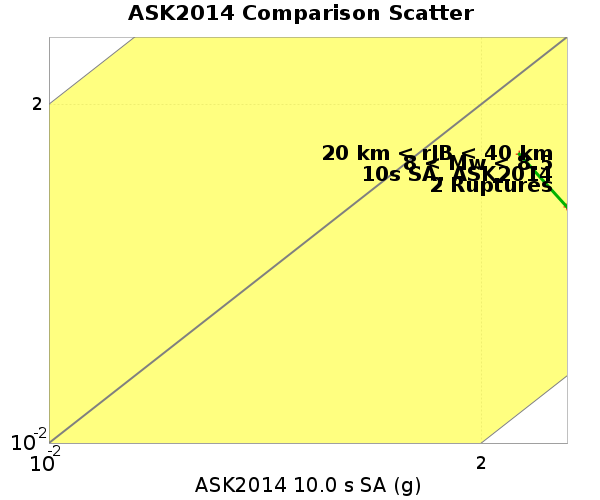 ASK2014 Comparison Scatter
2
20 km < rJB < 40 km
8 < Mw < 8.5
10s SA, ASK2014
2 Ruptures
10-2
10-2
2
ASK2014 10.0 s SA (g)